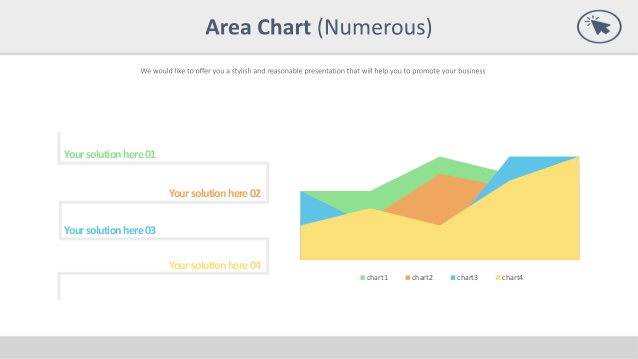 Area Chart (Numerous)
We would like to offer you a stylish and reasonable presentation that will help you to promote your business
Your solution here 01
Your solution here 02
Your solution here 03
Your solution here 04
chart1 chart2 chart3 chart4